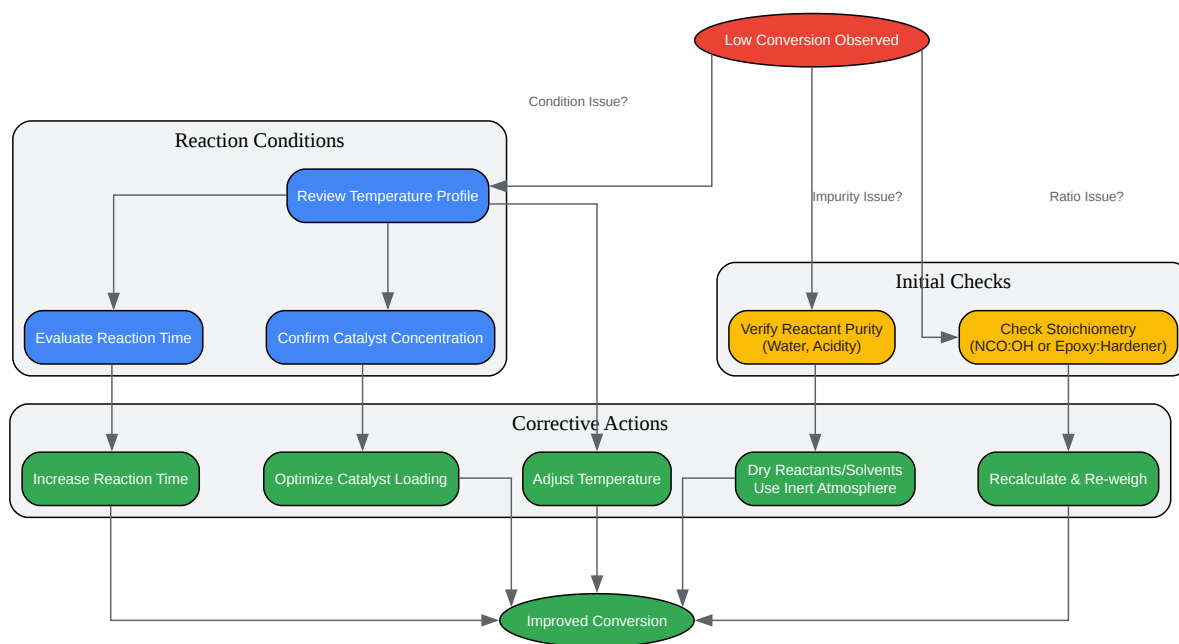 Low Conversion Observed
Condition Issue?
Reaction Conditions
Review Temperature Profile
Impurity Issue?
Ratio Issue?
Initial Checks
Evaluate Reaction Time
Confirm Catalyst Concentration
Verify Reactant Purity
(Water, Acidity)
Check Stoichiometry
(NCO:OH or Epoxy:Hardener)
Corrective Actions
Increase Reaction Time
Optimize Catalyst Loading
Adjust Temperature
Dry Reactants/Solvents
Use Inert Atmosphere
Recalculate & Re-weigh
Improved Conversion